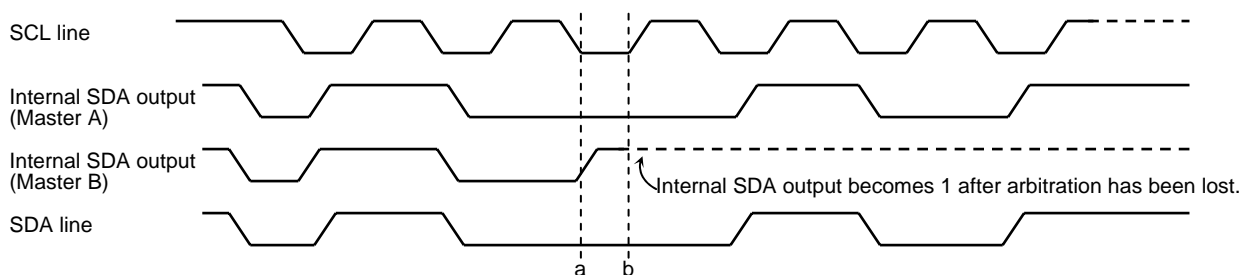 SCL line
Internal SDA output
(Master A)
Internal SDA output
(Master B)
Internal SDA output becomes 1 after arbitration has been lost.
SDA line
a
b